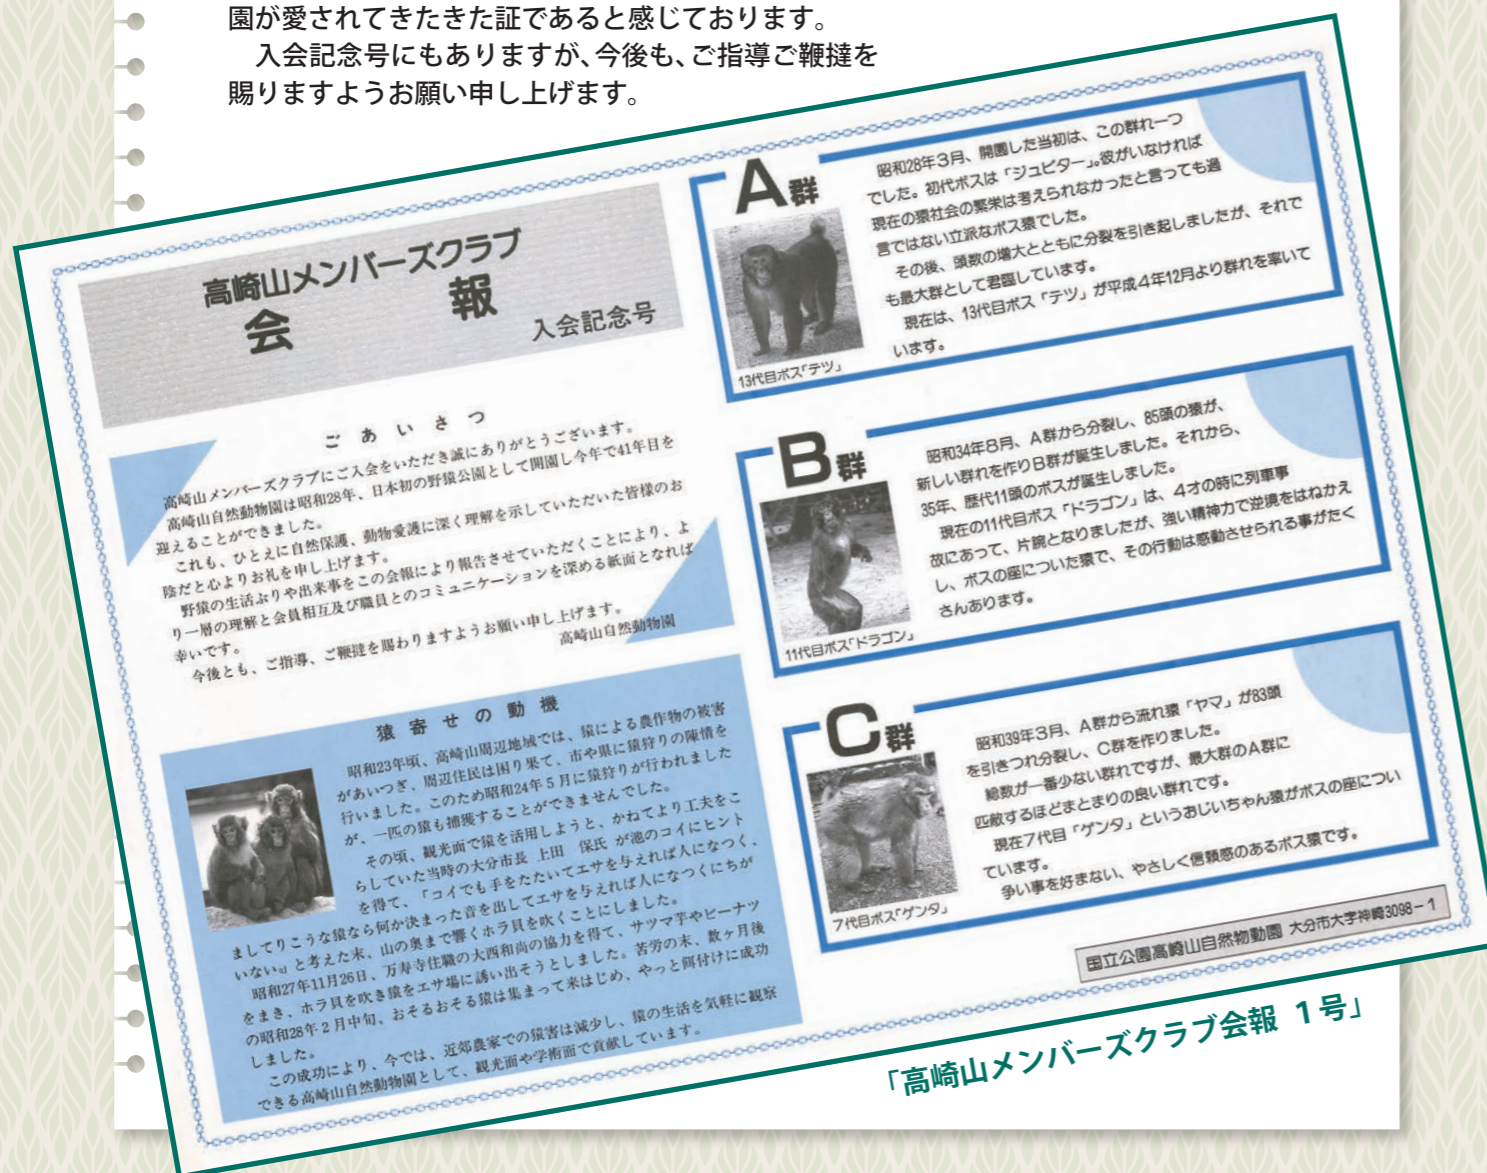 園が愛されてきたきた証であると感じております。
入会記念号にもありますが、今後も、ご指導ご鞭撻を
賜りますようお願い申し上げます。
高崎山メンバーズクラブ
会報
入会記念号
ごあいさつ
高崎山メンバーズクラブにご入会をいただき誠にありがとうございます。
高崎山自然動物園は昭和28年、日本初の野猿公園として開園し今年で41年目を
迎えることができました。
これも、ひとえに自然保護、動物愛護に深く理解を示していただいた皆様のお
陰だと心よりお礼を申し上げます。
野猿の生活ぶりや出来事をこの会報により報告させていただくことにより、よ
り一層の理解と会員相互及び職員とのコミュニケーションを深める紙面となれば
幸いです。
今後とも、ご指導、ご鞭撻を賜わりますようお願い申し上げます。
高崎山自然動物園
猿寄せの動機
昭和23年頃、高崎山周辺地域では、猿による農作物の被害
があいつぎ、周辺住民は困り果て、市や県に猿狩りの陳情を
行いました。このため昭和24年5月に猿狩りが行われました
が、一匹の猿も捕獲することができませんでした。
その頃、観光面で猿を活用しようと、かねてより工夫をこ
らしていた当時の大分市長 上田 保氏 が池のコイにヒント
を得て、「コイでも手をたたいてエサを与えれば人になつく、
ましてりこうな猿なら何か決まった音を出してエサを与えれば人になつくにちが
いない』と考えた末、山の奥まで響くホラ貝を吹くことにしました。
昭和27年11月26日、万寿寺住職の大西和尚の協力を得て、サツマ芋やピーナツ
をまき、ホラ貝を吹き猿をエサ場に誘い出そうとしました。苦労の末、数ヶ月後
の昭和28年2月中旬、おそるおそる猿は集まって来はじめ、やっと餌付けに成功
しました。
この成功により、今では、近郊農家での猿害は減少し、猿の生活を気軽に観察
できる高崎山自然動物園として、観光面や学術面で貢献しています。
A群
昭和28年3月、開園した当初は、この群れ一つ
でした。初代ボスは「ジュピター」。彼がいなければ
現在の猿社会の繁栄は考えられなかったと言っても過
言ではない立派なボス猿でした。
その後、頭数の増大とともに分裂を引き起しましたが、それで
も最大群として君臨しています。
現在は、13代目ボス「テツ」が平成4年12月より群れを率いて
います。
13代目ボス「テツ」
B群
昭和34年8月、A群から分裂し、85頭の猿が、
新しい群れを作りB群が誕生しました。それから、
35年、歴代11頭のボスが誕生しました。
現在の11代目ボス「ドラゴン」は、4才の時に列車事
故にあって、片腕となりましたが、強い精神力で逆境をはねかえ
し、ボスの座についた猿で、その行動は感動させられる事がたく
さんあります。
11代目ボス「ドラゴン」
C群
昭和39年3月、A群から流れ猿「ヤマ」が83頭
を引きつれ分裂し、C群を作りました。
総数が一番少ない群れですが、最大群のA群に
匹敵するほどまとまりの良い群れです。
現在7代目「ゲンタ」というおじいちゃん猿がボスの座につい
ています。
争い事を好まない、やさしく信頼感のあるボス猿です。
7代目ボス「ゲンタ」
国立公園高崎山自然物動園 大分市大字神崎3098-1
「高崎山メンバーズクラブ会報 1号」